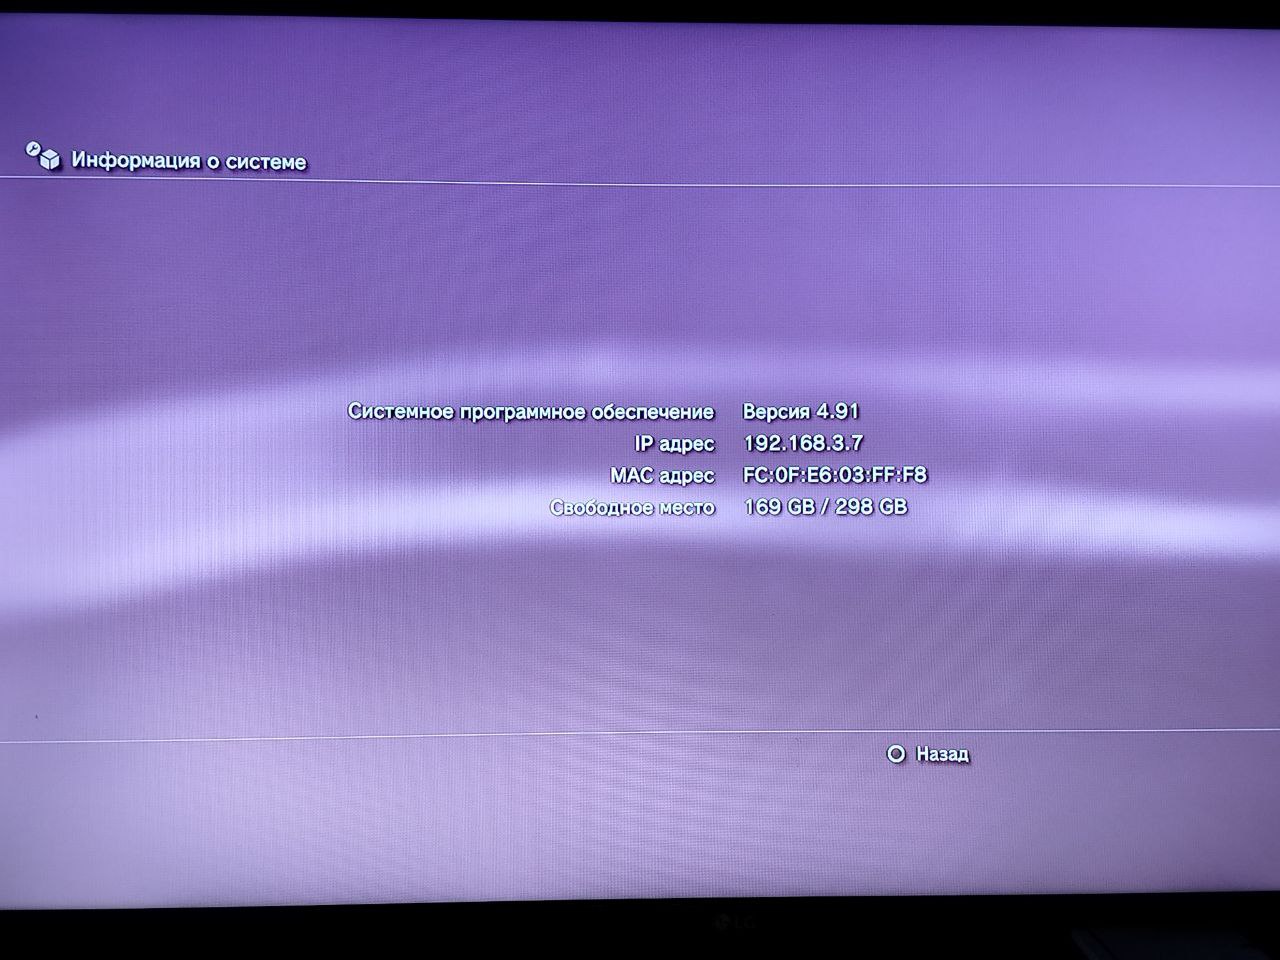 Информация о системе
Системное программное обеспечение Версия 4.91
IP адрес 192.168.3.7
MAC адрес FC:0F:E6:03:FF:F8
Свободное место 169 GB / 298 GB
Назад
LG